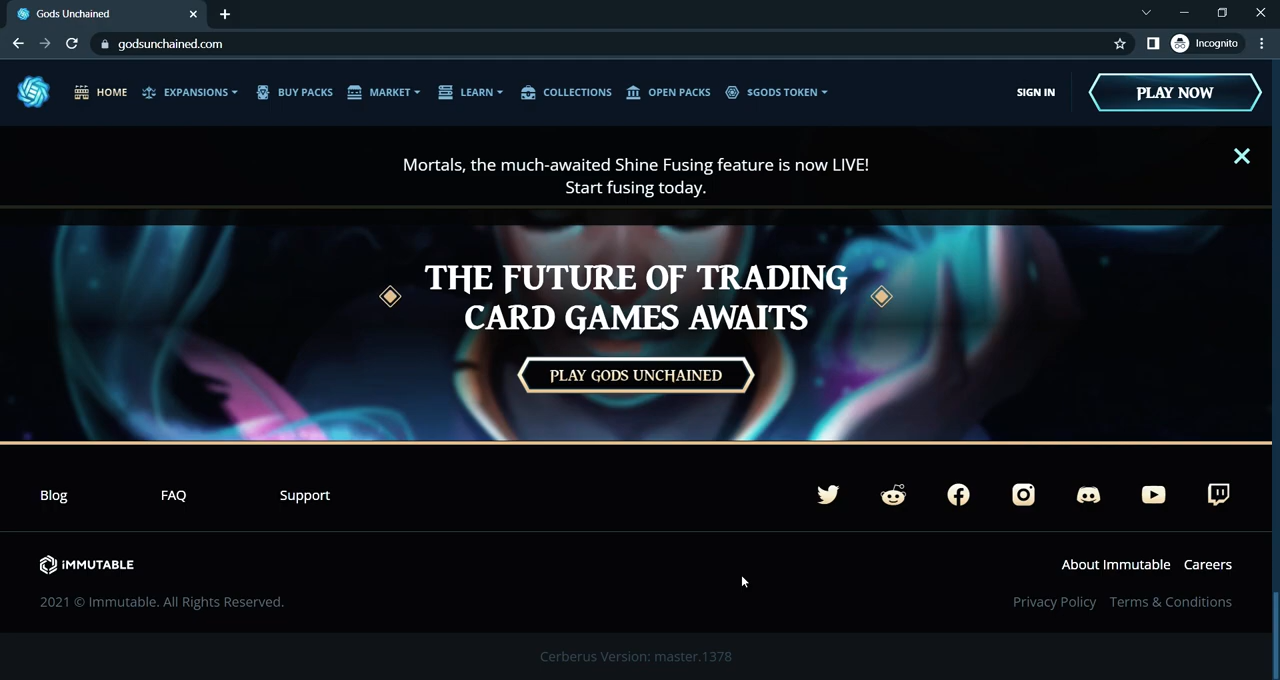 Gods Unchained
godsunchained.com
Incognito
HOME EXPANSIONS BUY PACKS MARKET LEARN COLLECTIONS OPEN PACKS $GODS TOKEN SIGN IN PLAY NOW
Mortals, the much-awaited Shine Fusing feature is now LIVE!
Start fusing today.
THE FUTURE OF TRADING
CARD GAMES AWAITS
PLAY GODS UNCHAINED
Blog FAQ Support
iMMUTABLE
About Immutable Careers
2021 © Immutable. All Rights Reserved.
Privacy Policy Terms & Conditions
Cerberus Version: master.1378